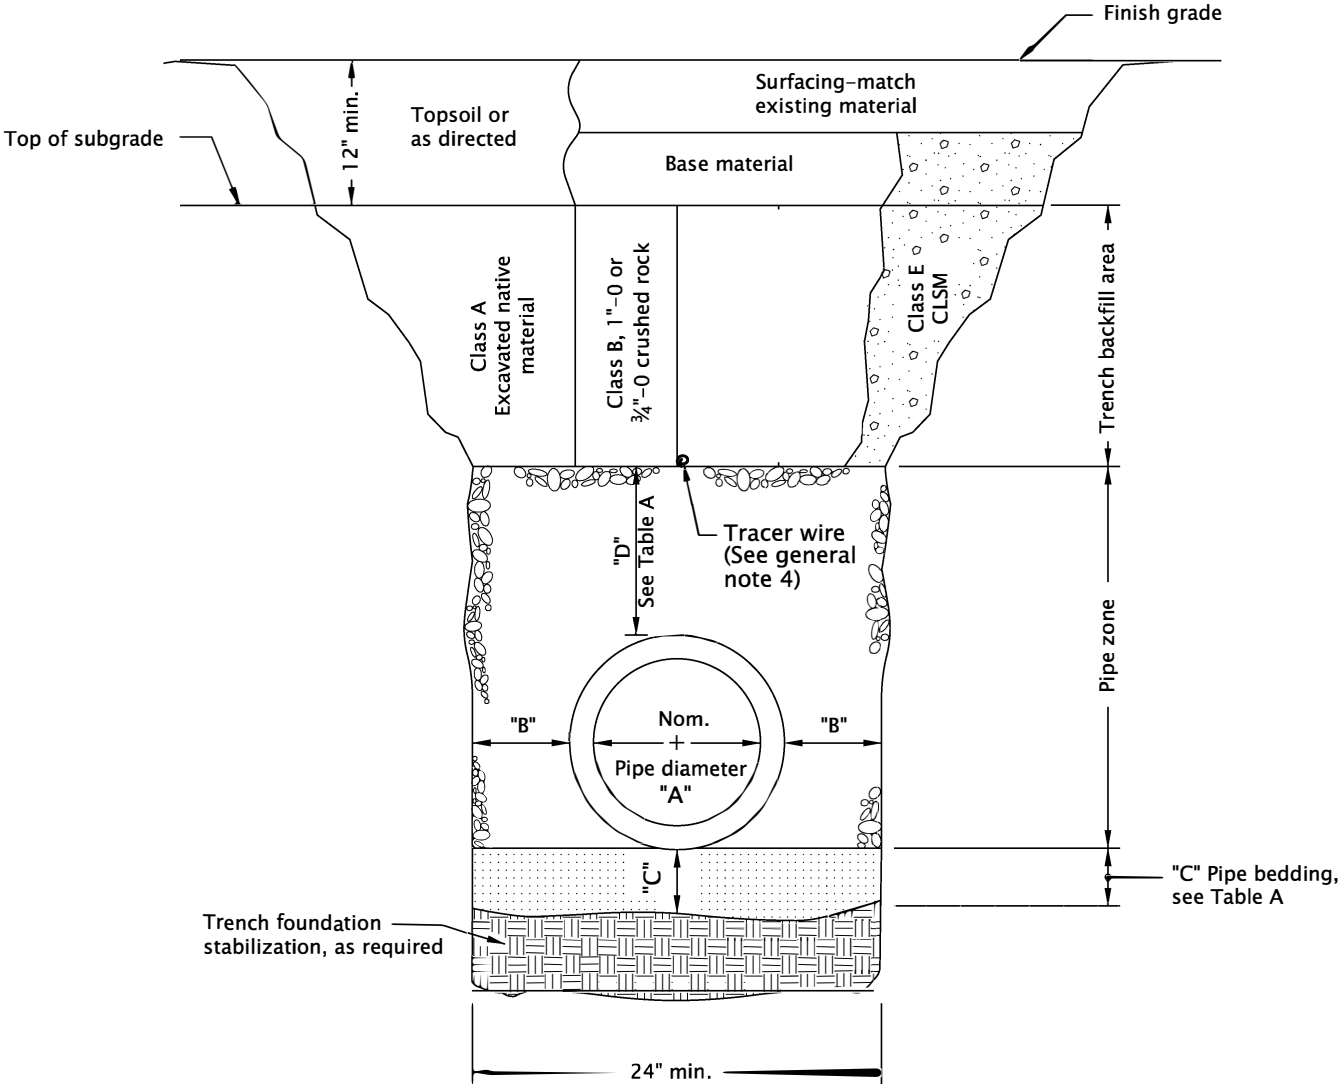 Finish grade
Surfacing-match
existing material
Topsoil or
as directed
12" min.
Top of subgrade
Base material
Class A
Excavated native
material
Class B, 1"-0 or
¾"-0 crushed rock
Class E
CLSM
Trench backfill area
"D"
See Table A
Tracer wire
(See general
note 4)
Pipe zone
"B"
Nom.
"B"
Pipe diameter
"A"
"C"
"C" Pipe bedding,
see Table A
Trench foundation
stabilization, as required
24" min.